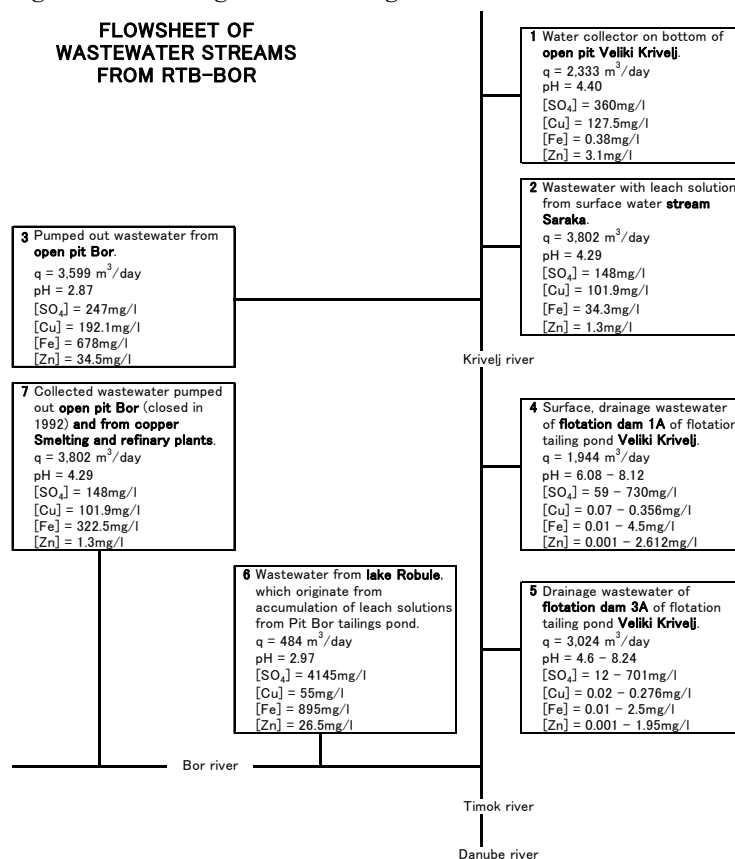 FLOWSHEET OF
WASTEWATER STREAMS
FROM RTB-BOR
1 Water collector on bottom of
open pit Veliki Krivelj.
q = 2,333 m³/day
pH = 4.40
[SO₄] = 360mg/l
[Cu] = 127.5mg/l
[Fe] = 0.38mg/l
[Zn] = 3.1mg/l
2 Wastewater with leach solution
from surface water stream
Saraka.
q = 3,802 m³/day
pH = 4.29
[SO₄] = 148mg/l
[Cu] = 101.9mg/l
[Fe] = 34.3mg/l
[Zn] = 1.3mg/l
3 Pumped out wastewater from
open pit Bor.
q = 3,599 m³/day
pH = 2.87
[SO₄] = 247mg/l
[Cu] = 192.1mg/l
[Fe] = 678mg/l
[Zn] = 34.5mg/l
Krivelj river
7 Collected wastewater pumped
out open pit Bor (closed in
1992) and from copper
Smelting and refinary plants.
q = 3,802 m³/day
pH = 4.29
[SO₄] = 148mg/l
[Cu] = 101.9mg/l
[Fe] = 322.5mg/l
[Zn] = 1.3mg/l
4 Surface, drainage wastewater
of flotation dam 1A of flotation
tailing pond Veliki Krivelj.
q = 1,944 m³/day
pH = 6.08 - 8.12
[SO₄] = 59 - 730mg/l
[Cu] = 0.07 - 0.356mg/l
[Fe] = 0.01 - 4.5mg/l
[Zn] = 0.001 - 2.612mg/l
6 Wastewater from lake Robule,
which originate from
accumulation of leach solutions
from Pit Bor tailings pond.
q = 484 m³/day
pH = 2.97
[SO₄] = 4145mg/l
[Cu] = 55mg/l
[Fe] = 895mg/l
[Zn] = 26.5mg/l
5 Drainage wastewater of
flotation dam 3A of flotation
tailing pond Veliki Krivelj.
q = 3,024 m³/day
pH = 4.6 - 8.24
[SO₄] = 12 - 701mg/l
[Cu] = 0.02 - 0.276mg/l
[Fe] = 0.01 - 2.5mg/l
[Zn] = 0.001 - 1.95mg/l
Bor river
Timok river
Danube river